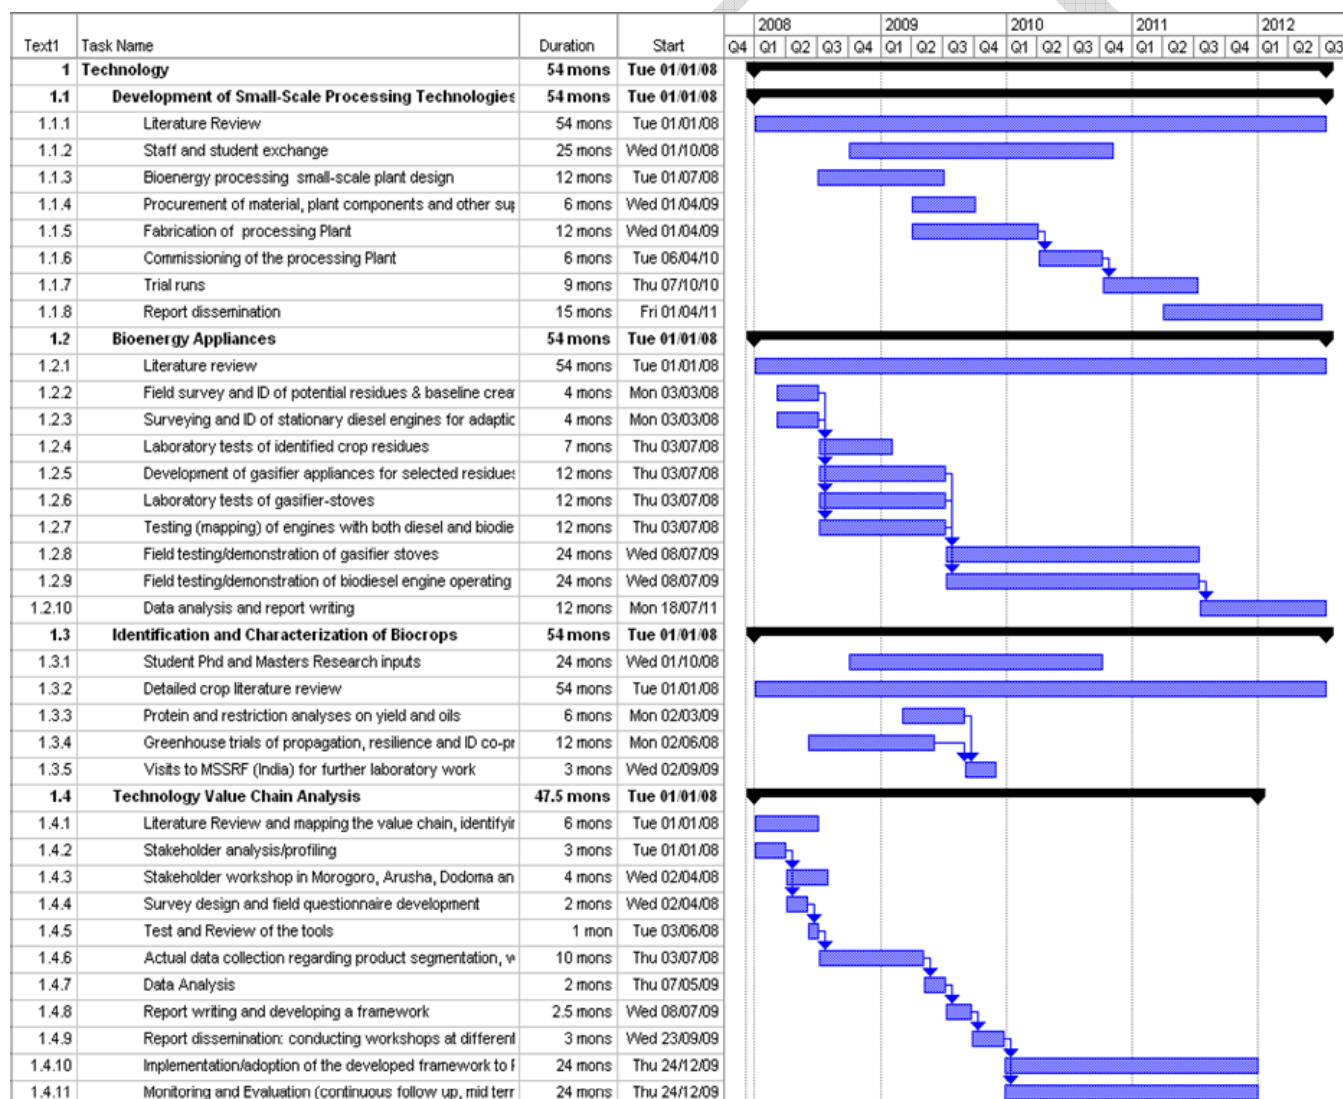 2008 2009 2010 2011 2012
Text1 Task Name Duration Start Q4 Q1 Q2 Q3 Q4 Q1 Q2 Q3 Q4 Q1 Q2 Q3 Q4 Q1 Q2 Q3 Q4 Q1 Q2 Q3
1 Technology 54 mons Tue 01/01/08
1.1 Development of Small-Scale Processing Technologies 54 mons Tue 01/01/08
1.1.1 Literature Review 54 mons Tue 01/01/08
1.1.2 Staff and student exchange 25 mons Wed 01/10/08
1.1.3 Bioenergy processing small-scale plant design 12 mons Tue 01/07/08
1.1.4 Procurement of material, plant components and other sup 6 mons Wed 01/04/09
1.1.5 Fabrication of processing Plant 12 mons Wed 01/04/09
1.1.6 Commissioning of the processing Plant 6 mons Tue 06/04/10
1.1.7 Trial runs 9 mons Thu 07/10/10
1.1.8 Report dissemination 15 mons Fri 01/04/11
1.2 Bioenergy Appliances 54 mons Tue 01/01/08
1.2.1 Literature review 54 mons Tue 01/01/08
1.2.2 Field survey and ID of potential residues & baseline crea 4 mons Mon 03/03/08
1.2.3 Surveying and ID of stationary diesel engines for adaptic 4 mons Mon 03/03/08
1.2.4 Laboratory tests of identified crop residues 7 mons Thu 03/07/08
1.2.5 Development of gasifier appliances for selected residues 12 mons Thu 03/07/08
1.2.6 Laboratory tests of gasifier-stoves 12 mons Thu 03/07/08
1.2.7 Testing (mapping) of engines with both diesel and biodie 12 mons Thu 03/07/08
1.2.8 Field testing/demonstration of gasifier stoves 24 mons Wed 08/07/09
1.2.9 Field testing/demonstration of biodiesel engine operating 24 mons Wed 08/07/09
1.2.10 Data analysis and report writing 12 mons Mon 18/07/11
1.3 Identification and Characterization of Biocrops 54 mons Tue 01/01/08
1.3.1 Student Phd and Masters Research inputs 24 mons Wed 01/10/08
1.3.2 Detailed crop literature review 54 mons Tue 01/01/08
1.3.3 Protein and restriction analyses on yield and oils 6 mons Mon 02/03/09
1.3.4 Greenhouse trials of propagation, resilience and ID co-pr 12 mons Mon 02/06/08
1.3.5 Visits to MSSRF (India) for further laboratory work 3 mons Wed 02/09/09
1.4 Technology Value Chain Analysis 47.5 mons Tue 01/01/08
1.4.1 Literature Review and mapping the value chain, identifyin 6 mons Tue 01/01/08
1.4.2 Stakeholder analysis/profiling 3 mons Tue 01/01/08
1.4.3 Stakeholder workshop in Morogoro, Arusha, Dodoma an 4 mons Wed 02/04/08
1.4.4 Survey design and field questionnaire development 2 mons Wed 02/04/08
1.4.5 Test and Review of the tools 1 mon Tue 03/06/08
1.4.6 Actual data collection regarding product segmentation, v 10 mons Thu 03/07/08
1.4.7 Data Analysis 2 mons Thu 07/05/09
1.4.8 Report writing and developing a framework 2.5 mons Wed 08/07/09
1.4.9 Report dissemination: conducting workshops at different 3 mons Wed 23/09/09
1.4.10 Implementation/adoption of the developed framework to 24 mons Thu 24/12/09
1.4.11 Monitoring and Evaluation (continuous follow up, mid terr 24 mons Thu 24/12/09